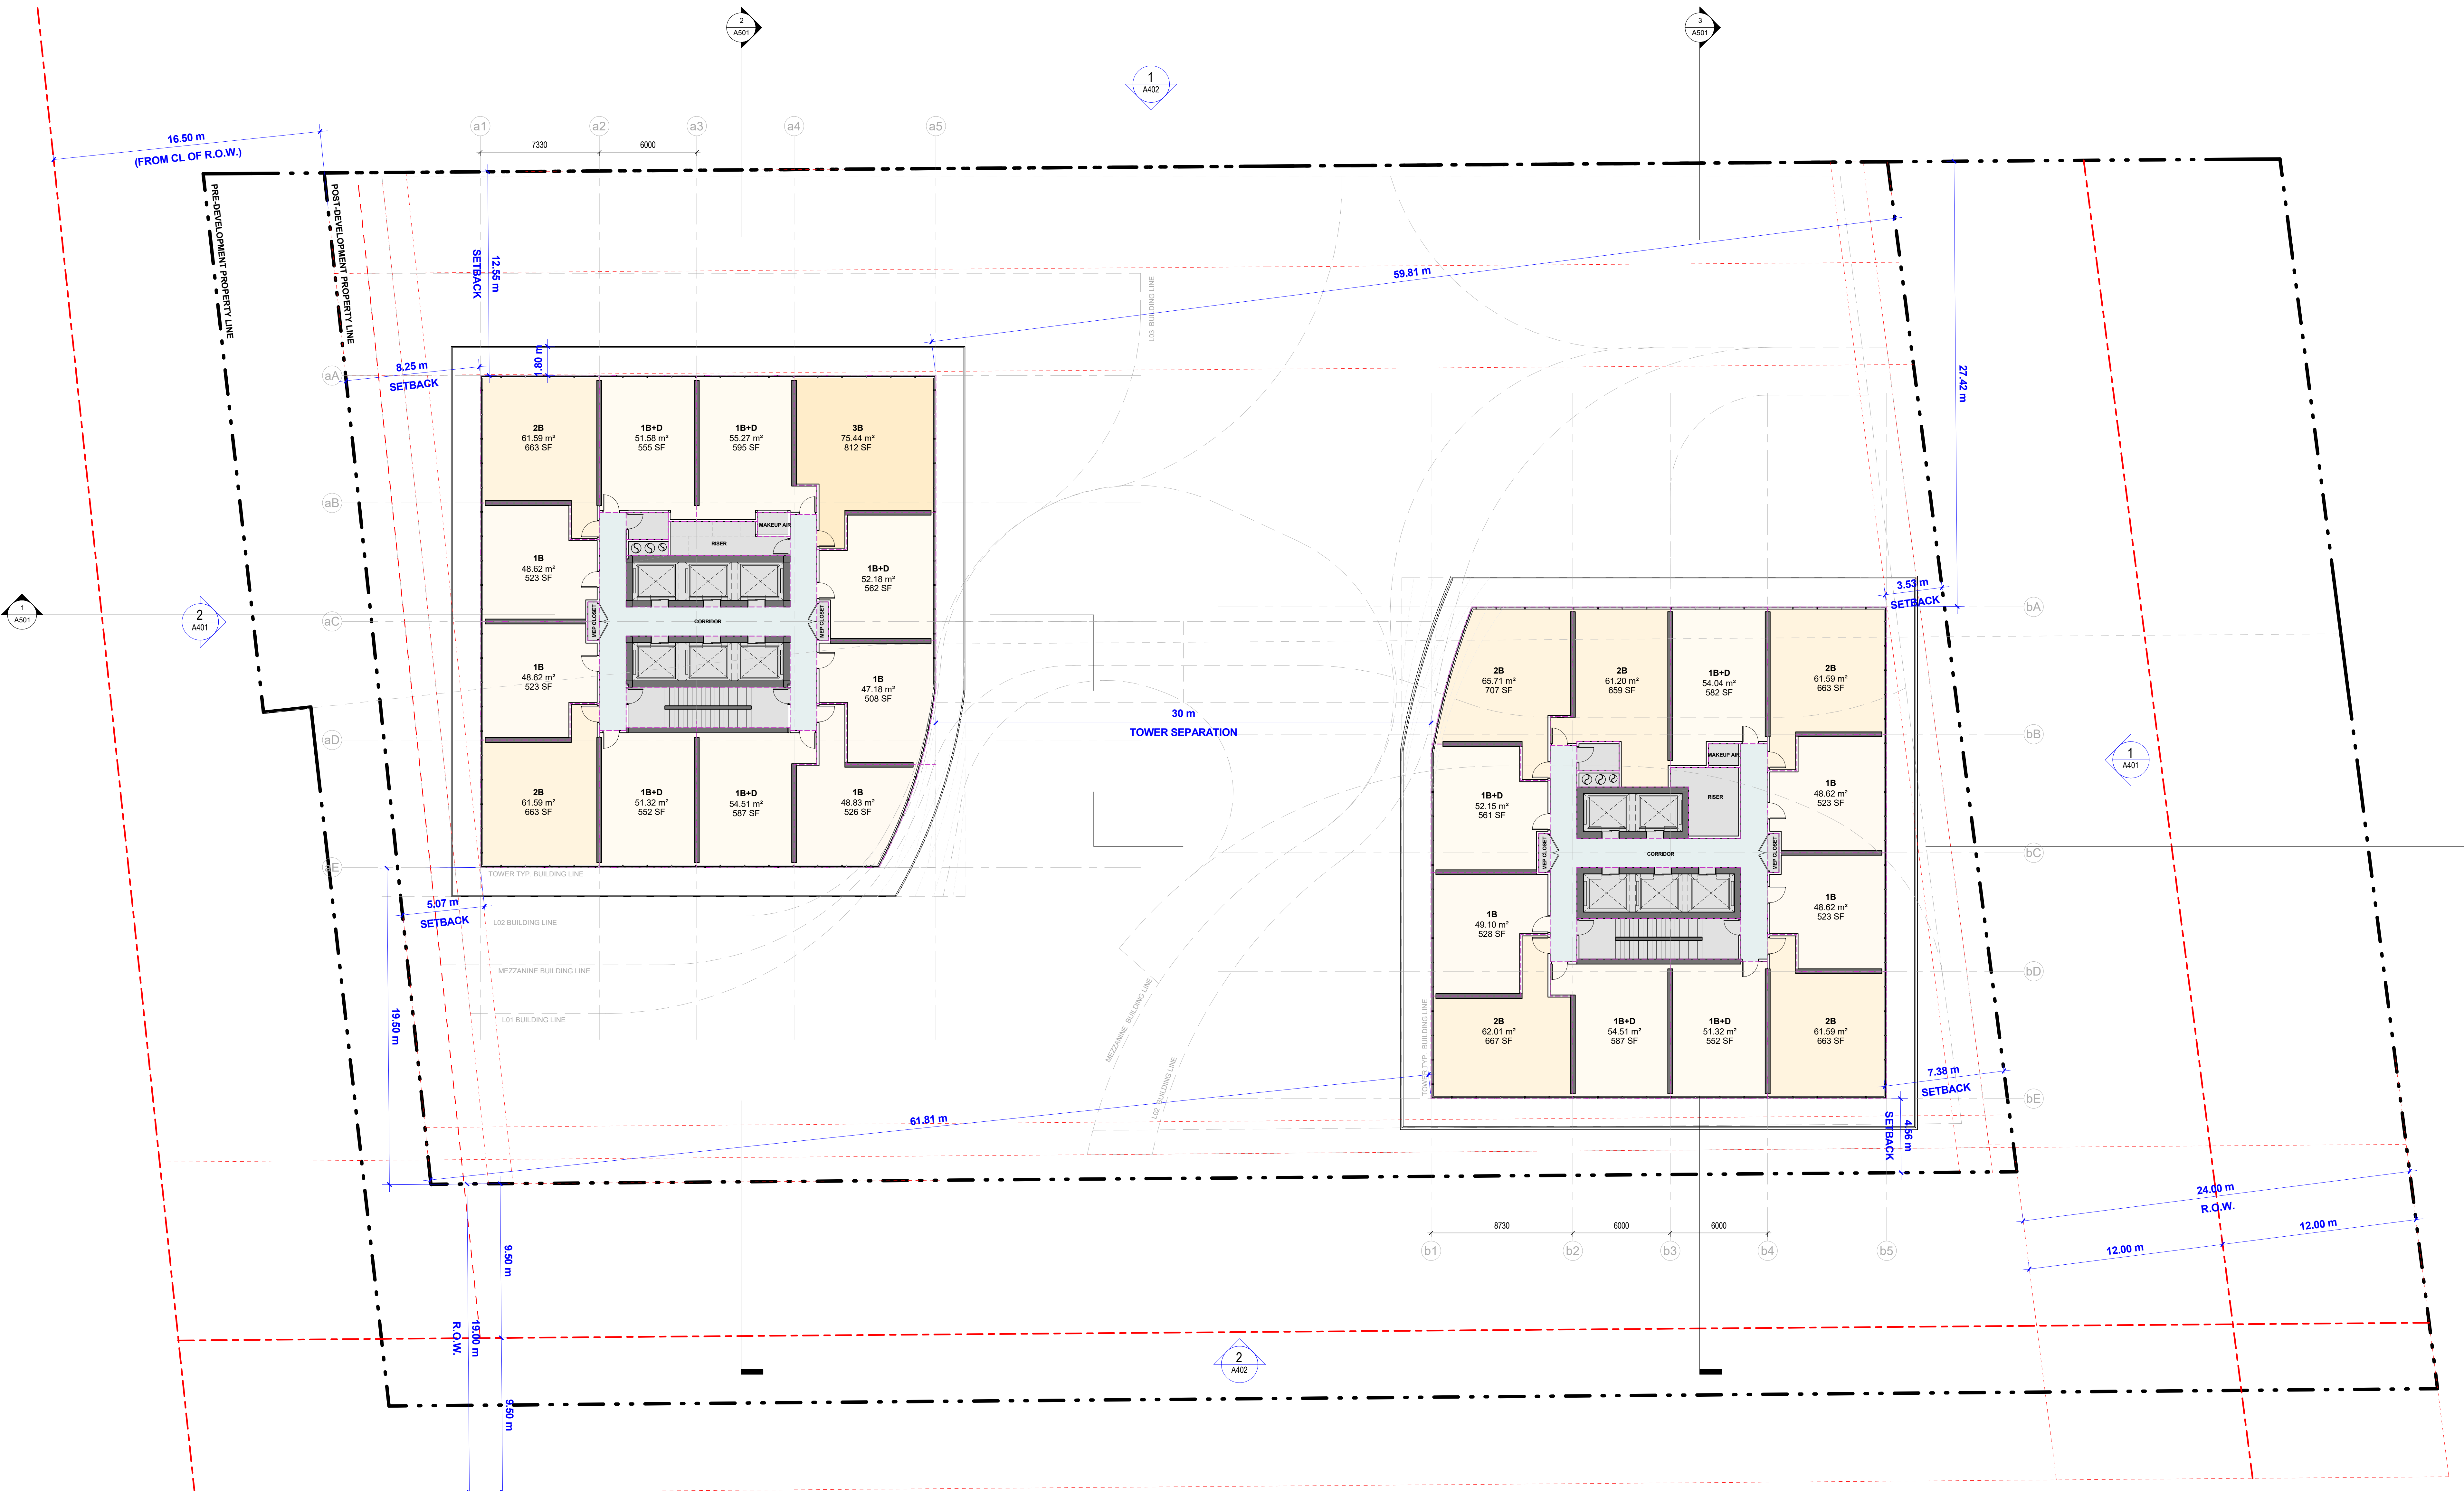 2
A501
3
A501
1
A402
a1
a2
a3
a4
a5
7330
6000
16.50 m
(FROM CL OF R.O.W.)
PRE-DEVELOPMENT PROPERTY LINE
POST-DEVELOPMENT PROPERTY LINE
12.55 m
SETBACK
59.81 m
L03 BUILDING LINE
27.42 m
1.80 m
8.25 m
SETBACK
aA
aB
aC
aD
aE
2B
61.59 m²
663 SF
1B+D
51.58 m²
555 SF
1B+D
55.27 m²
595 SF
3B
75.44 m²
812 SF
MAKEUP AIR
RISER
1B
48.62 m²
523 SF
1B+D
52.18 m²
562 SF
MEP CLOSET
CORRIDOR
MEP CLOSET
1B
48.62 m²
523 SF
1B
47.18 m²
508 SF
2B
61.59 m²
663 SF
1B+D
51.32 m²
552 SF
1B+D
54.51 m²
587 SF
1B
48.83 m²
526 SF
1
A501
2
A401
30 m
TOWER SEPARATION
3.53 m
SETBACK
bA
bB
bC
bD
bE
2B
65.71 m²
707 SF
2B
61.20 m²
659 SF
1B+D
54.04 m²
582 SF
2B
61.59 m²
663 SF
MAKEUP AIR
RISER
1B+D
52.15 m²
561 SF
1B
48.62 m²
523 SF
MEP CLOSET
CORRIDOR
MEP CLOSET
1B
49.10 m²
528 SF
1B
48.62 m²
523 SF
2B
62.01 m²
667 SF
1B+D
54.51 m²
587 SF
1B+D
51.32 m²
552 SF
2B
61.59 m²
663 SF
1
A401
TOWER TYP. BUILDING LINE
5.07 m
SETBACK
L02 BUILDING LINE
MEZZANINE BUILDING LINE
L01 BUILDING LINE
19.50 m
MEZZANINE BUILDING LINE
L02 BUILDING LINE
TOWER TYP. BUILDING LINE
61.81 m
7.38 m
SETBACK
4.56 m
SETBACK
24.00 m
R.O.W.
12.00 m
12.00 m
8730
6000
6000
b1
b2
b3
b4
b5
9.50 m
19.00 m
R.O.W.
9.50 m
2
A402